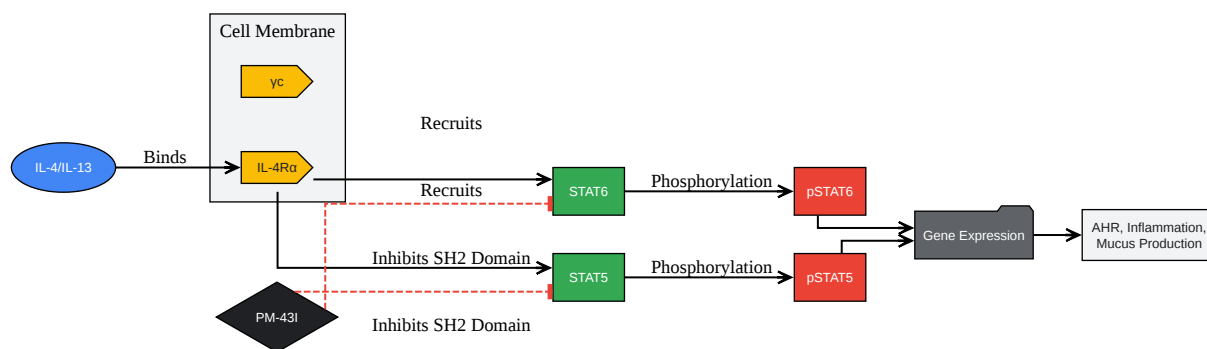 Cell Membrane
γc
Recruits
IL-4/IL-13
Binds
IL-4Rα
Recruits
STAT6
Phosphorylation
pSTAT6
Gene Expression
AHR, Inflammation,
Mucus Production
Inhibits SH2 Domain
STAT5
Phosphorylation
pSTAT5
PM-43I
Inhibits SH2 Domain